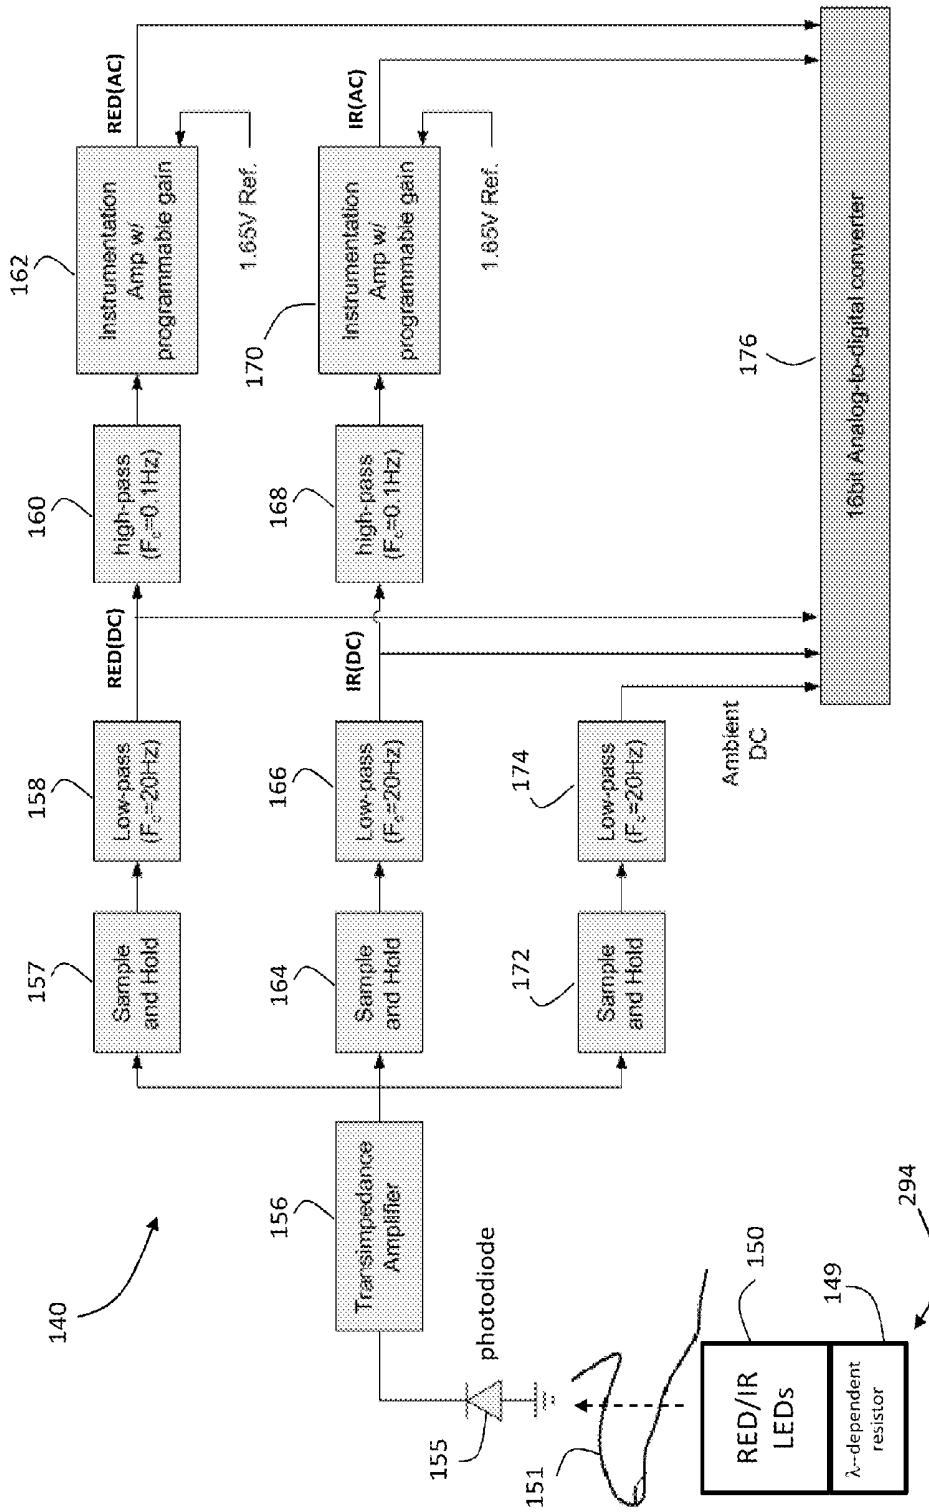 140
RED/IR
LEDs
150
λ--dependent
resistor
149
294
151
155
photodiode
156
Transimpedance
Amplifier
157
Sample
and Hold
158
Low-pass
(Fc=20Hz)
RED(DC)
160
high-pass
(Fc=0.1Hz)
162
Instrumentation
Amp w/
programmable gain
RED(AC)
1.65V Ref.
164
Sample
and Hold
166
Low-pass
(Fc=20Hz)
IR(DC)
168
high-pass
(Fc=0.1Hz)
170
Instrumentation
Amp w/
programmable gain
IR(AC)
1.65V Ref.
172
Sample
and Hold
174
Low-pass
(Fc=20Hz)
Ambient
DC
176
16bit Analog-to-digital converter